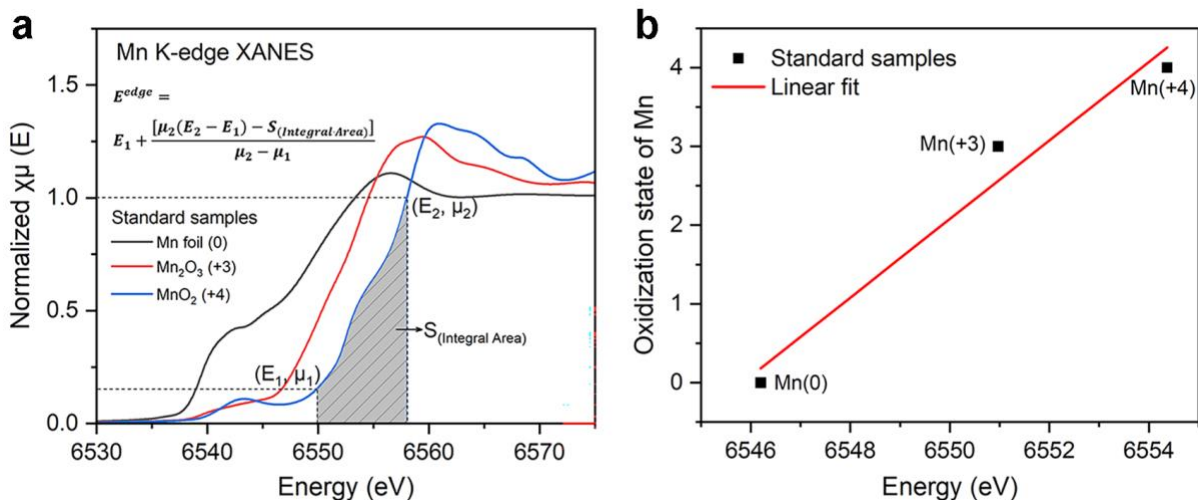 a
Mn K-edge XANES
E^edge =
E₁ + [μ₂(E₂ − E₁) − S(Integral Area)] / (μ₂ − μ₁)
Standard samples
Mn foil (0)
Mn₂O₃ (+3)
MnO₂ (+4)
(E₂, μ₂)
(E₁, μ₁)
S(Integral Area)
Normalized χμ (E)
1.5
1.0
0.5
0.0
6530 6540 6550 6560 6570
Energy (eV)
b
Standard samples
Linear fit
Mn(+4)
Mn(+3)
Mn(0)
Oxidization state of Mn
4
3
2
1
0
6546 6548 6550 6552 6554
Energy (eV)